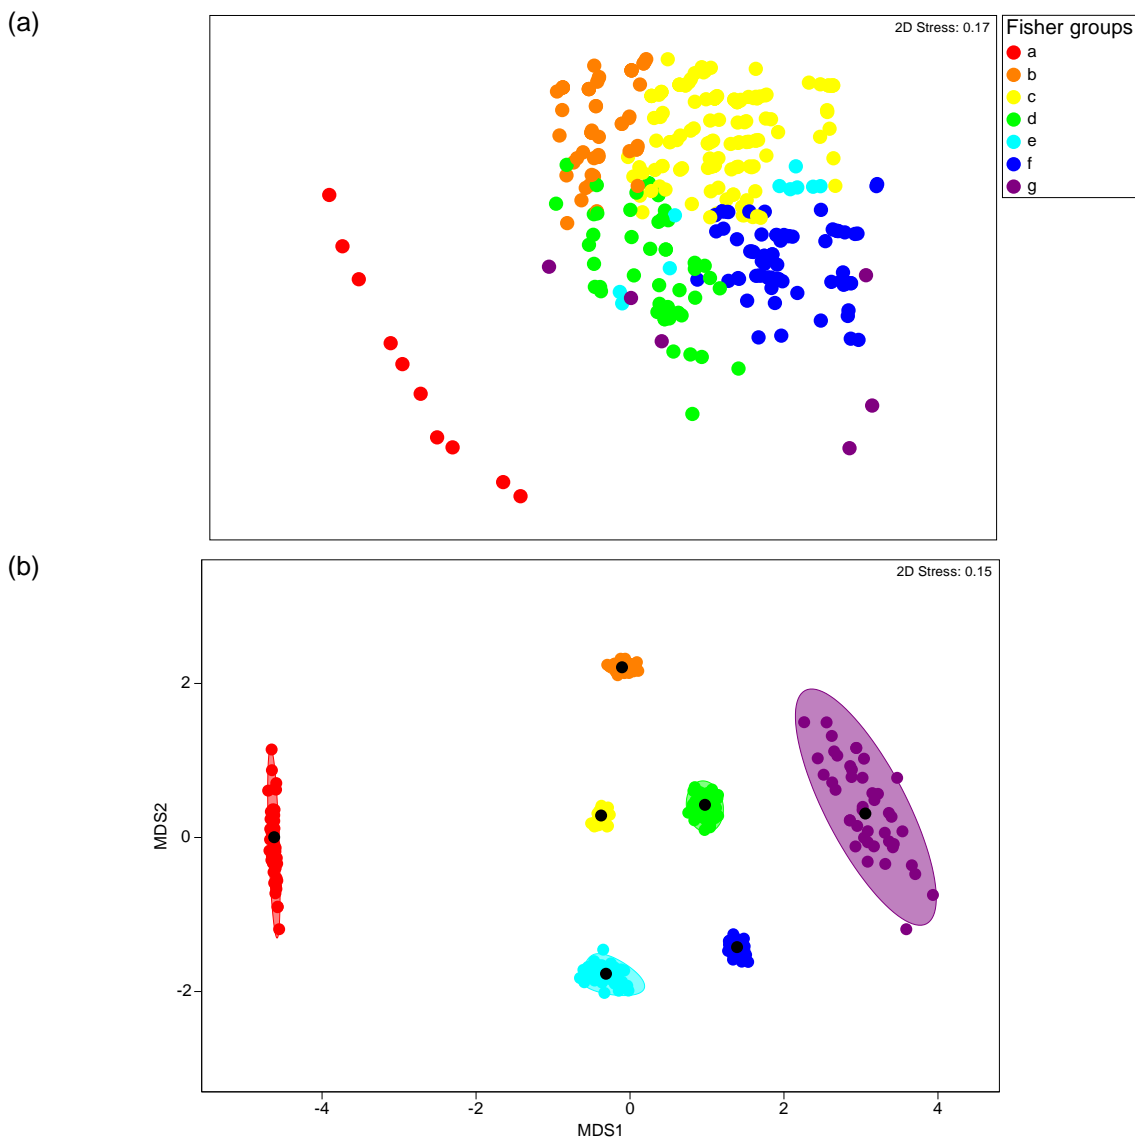 (a)
2D Stress: 0.17
Fisher groups
a
b
c
d
e
f
g
(b)
2D Stress: 0.15
MDS2
2
0
-2
-4
-2
0
2
4
MDS1